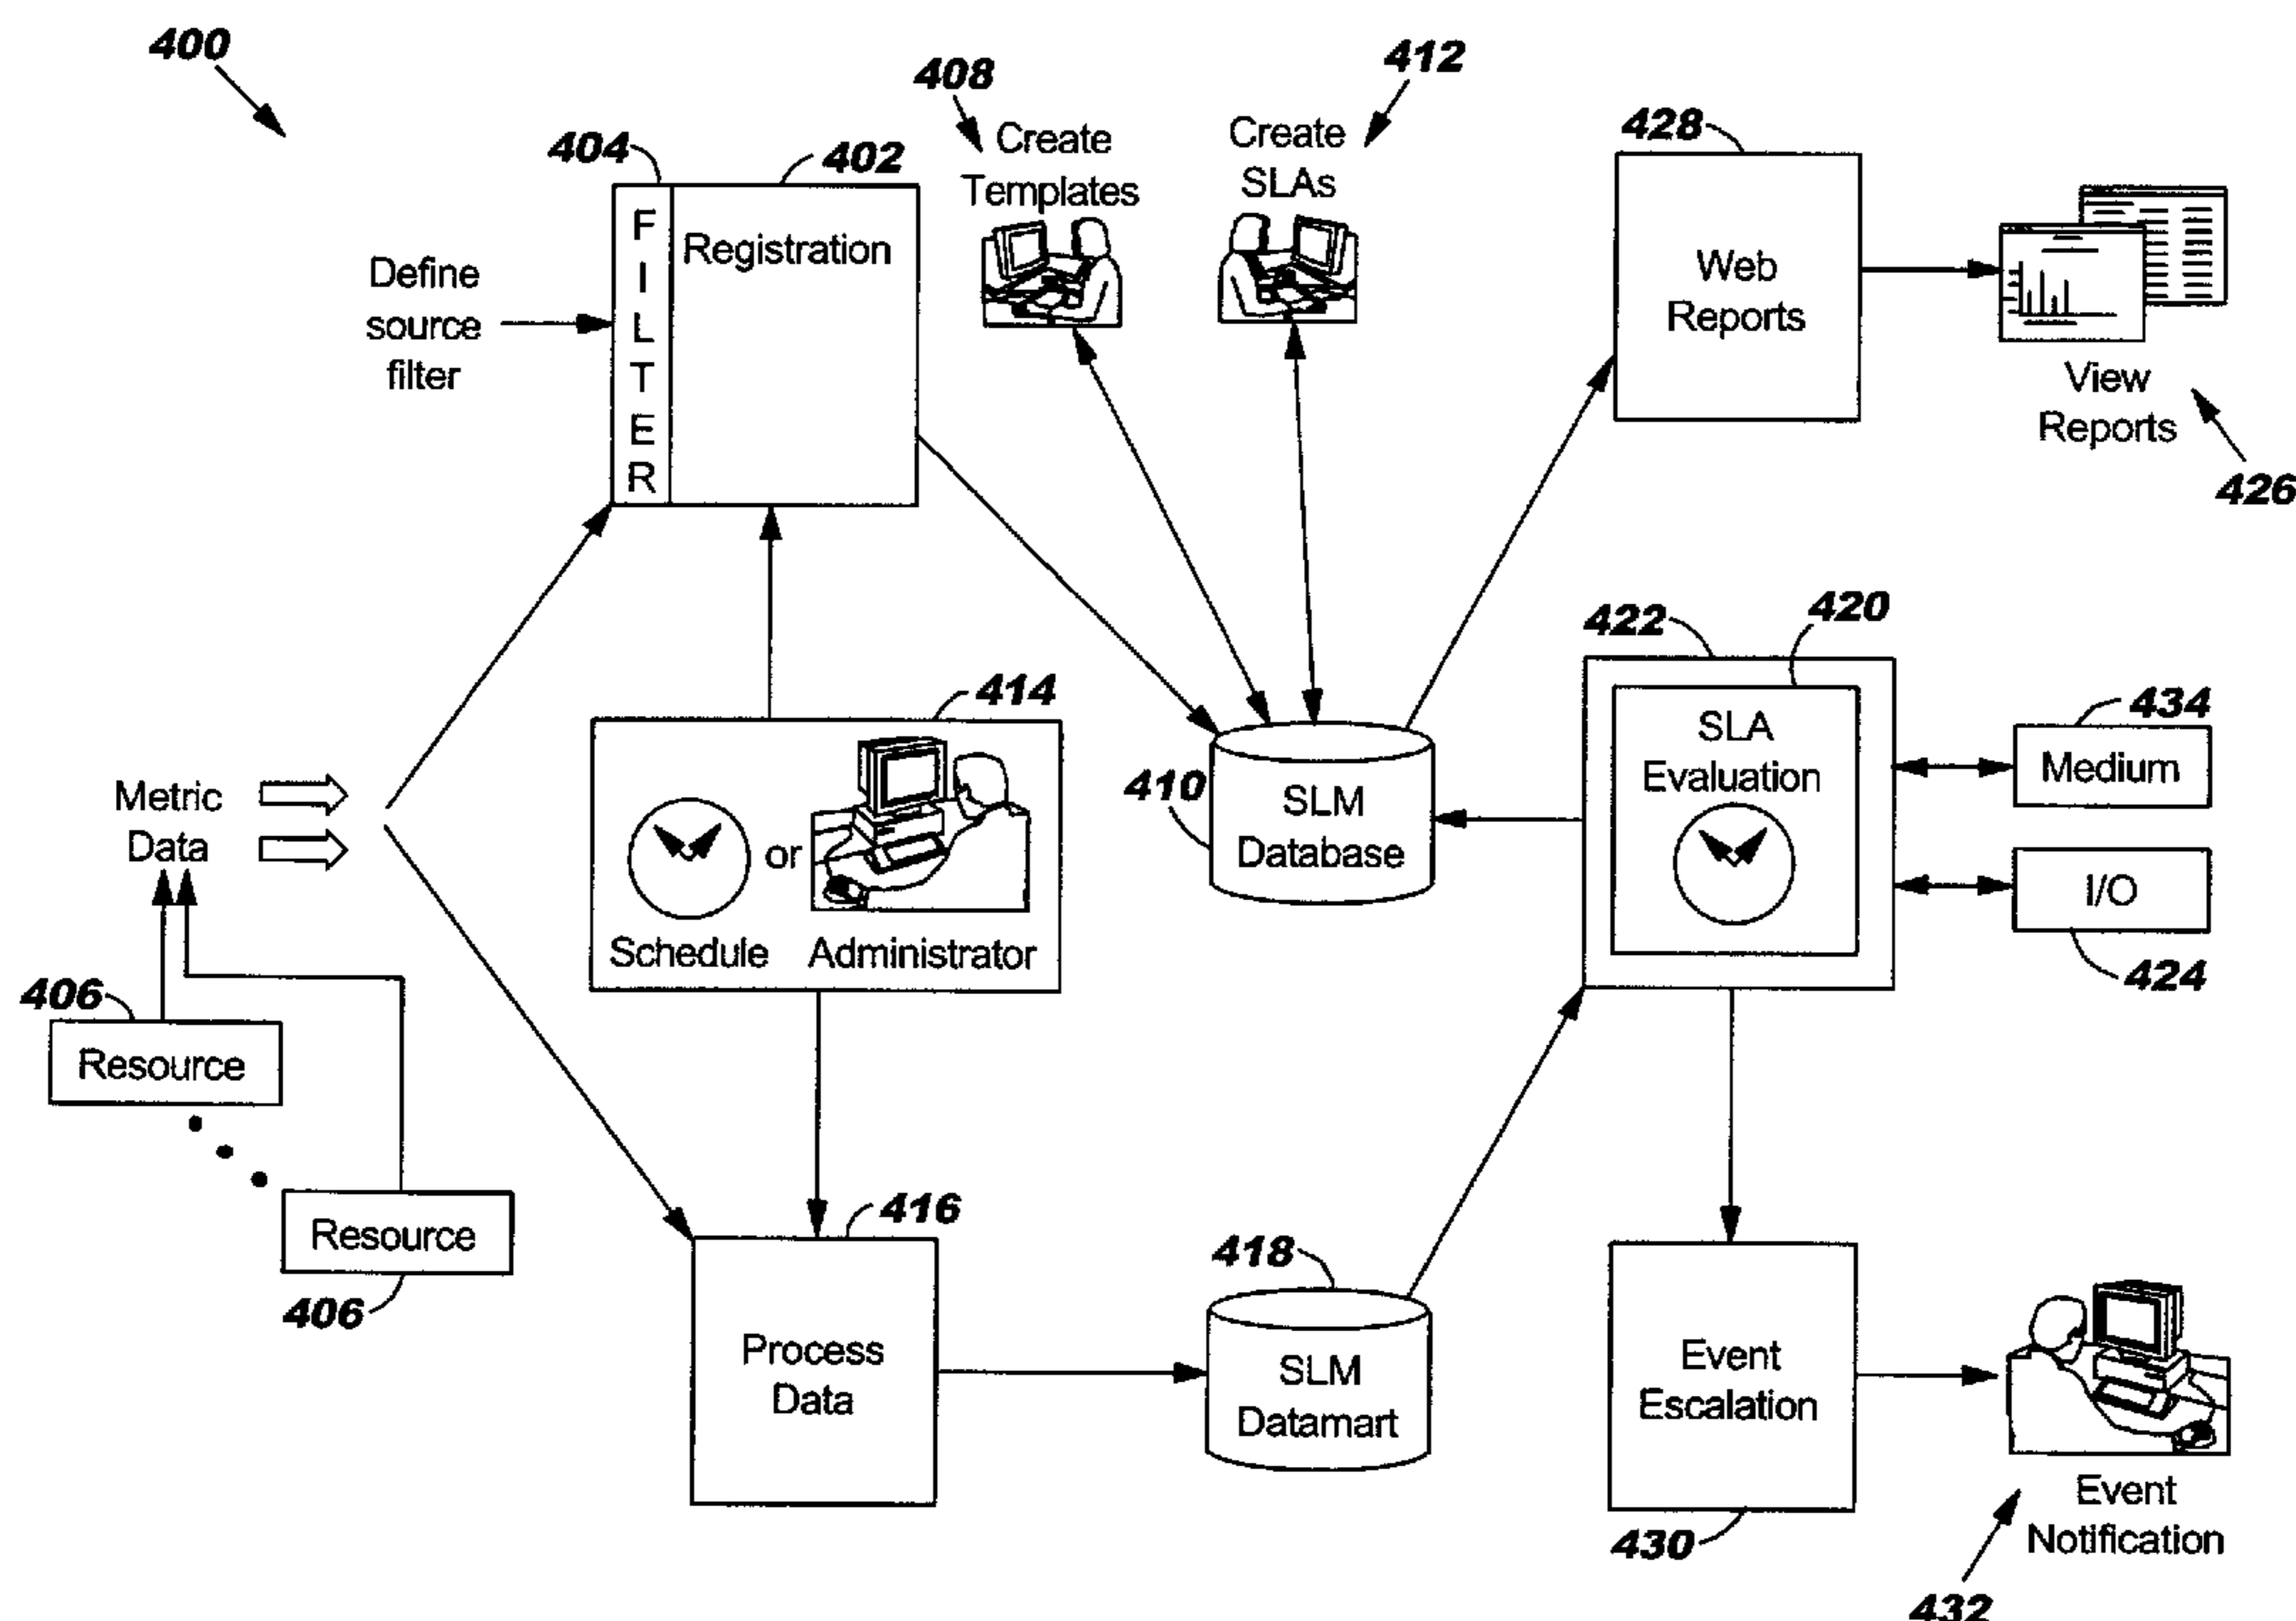 400
408
412
404
402
428
Create
Templates
Create
SLAs
F
I
L
T
E
R
Registration
Define
source
filter
Web
Reports
View
Reports
426
422
420
414
434
SLA
Evaluation
Medium
Metric
Data
or
Schedule
Administrator
410
SLM
Database
I/O
424
406
Resource
Resource
406
416
418
Process
Data
SLM
Datamart
Event
Escalation
430
Event
Notification
432